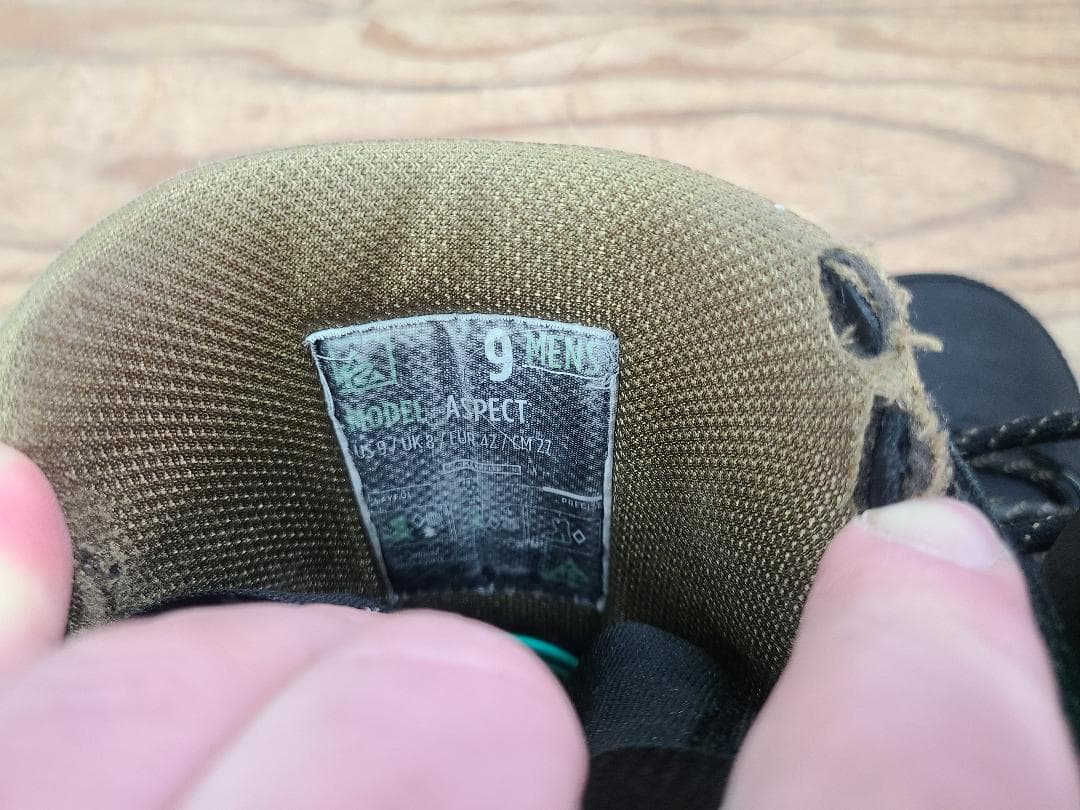 9 MENS
MODEL ASPECT
US 9 / UK 8 / EUR 42 / CM 27